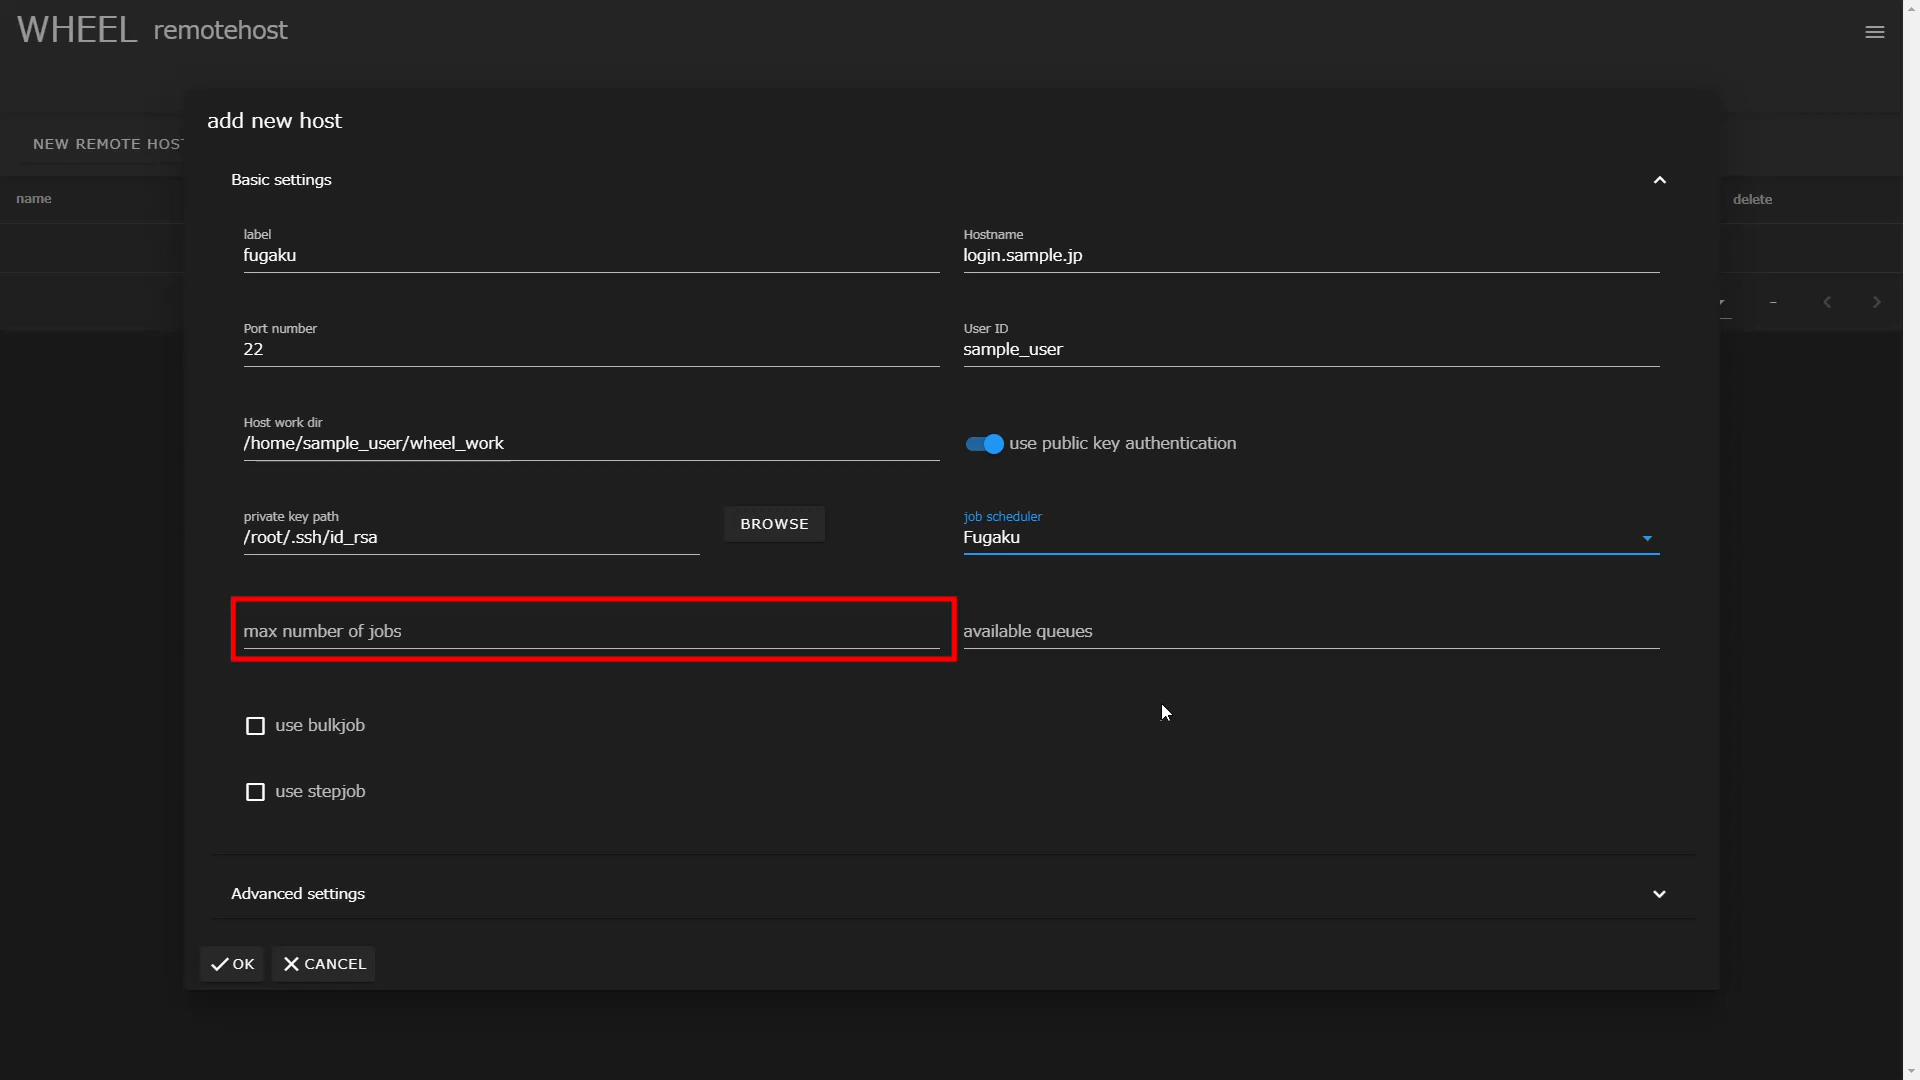 WHEEL remotehost
add new host
NEW REMOTE HOS
Basic settings
name
delete
label
fugaku
Hostname
login.sample.jp
-
Port number
22
User ID
sample_user
Host work dir
/home/sample_user/wheel_work
use public key authentication
private key path
/root/.ssh/id_rsa
BROWSE
job scheduler
Fugaku
max number of jobs
available queues
use bulkjob
use stepjob
Advanced settings
OK
CANCEL